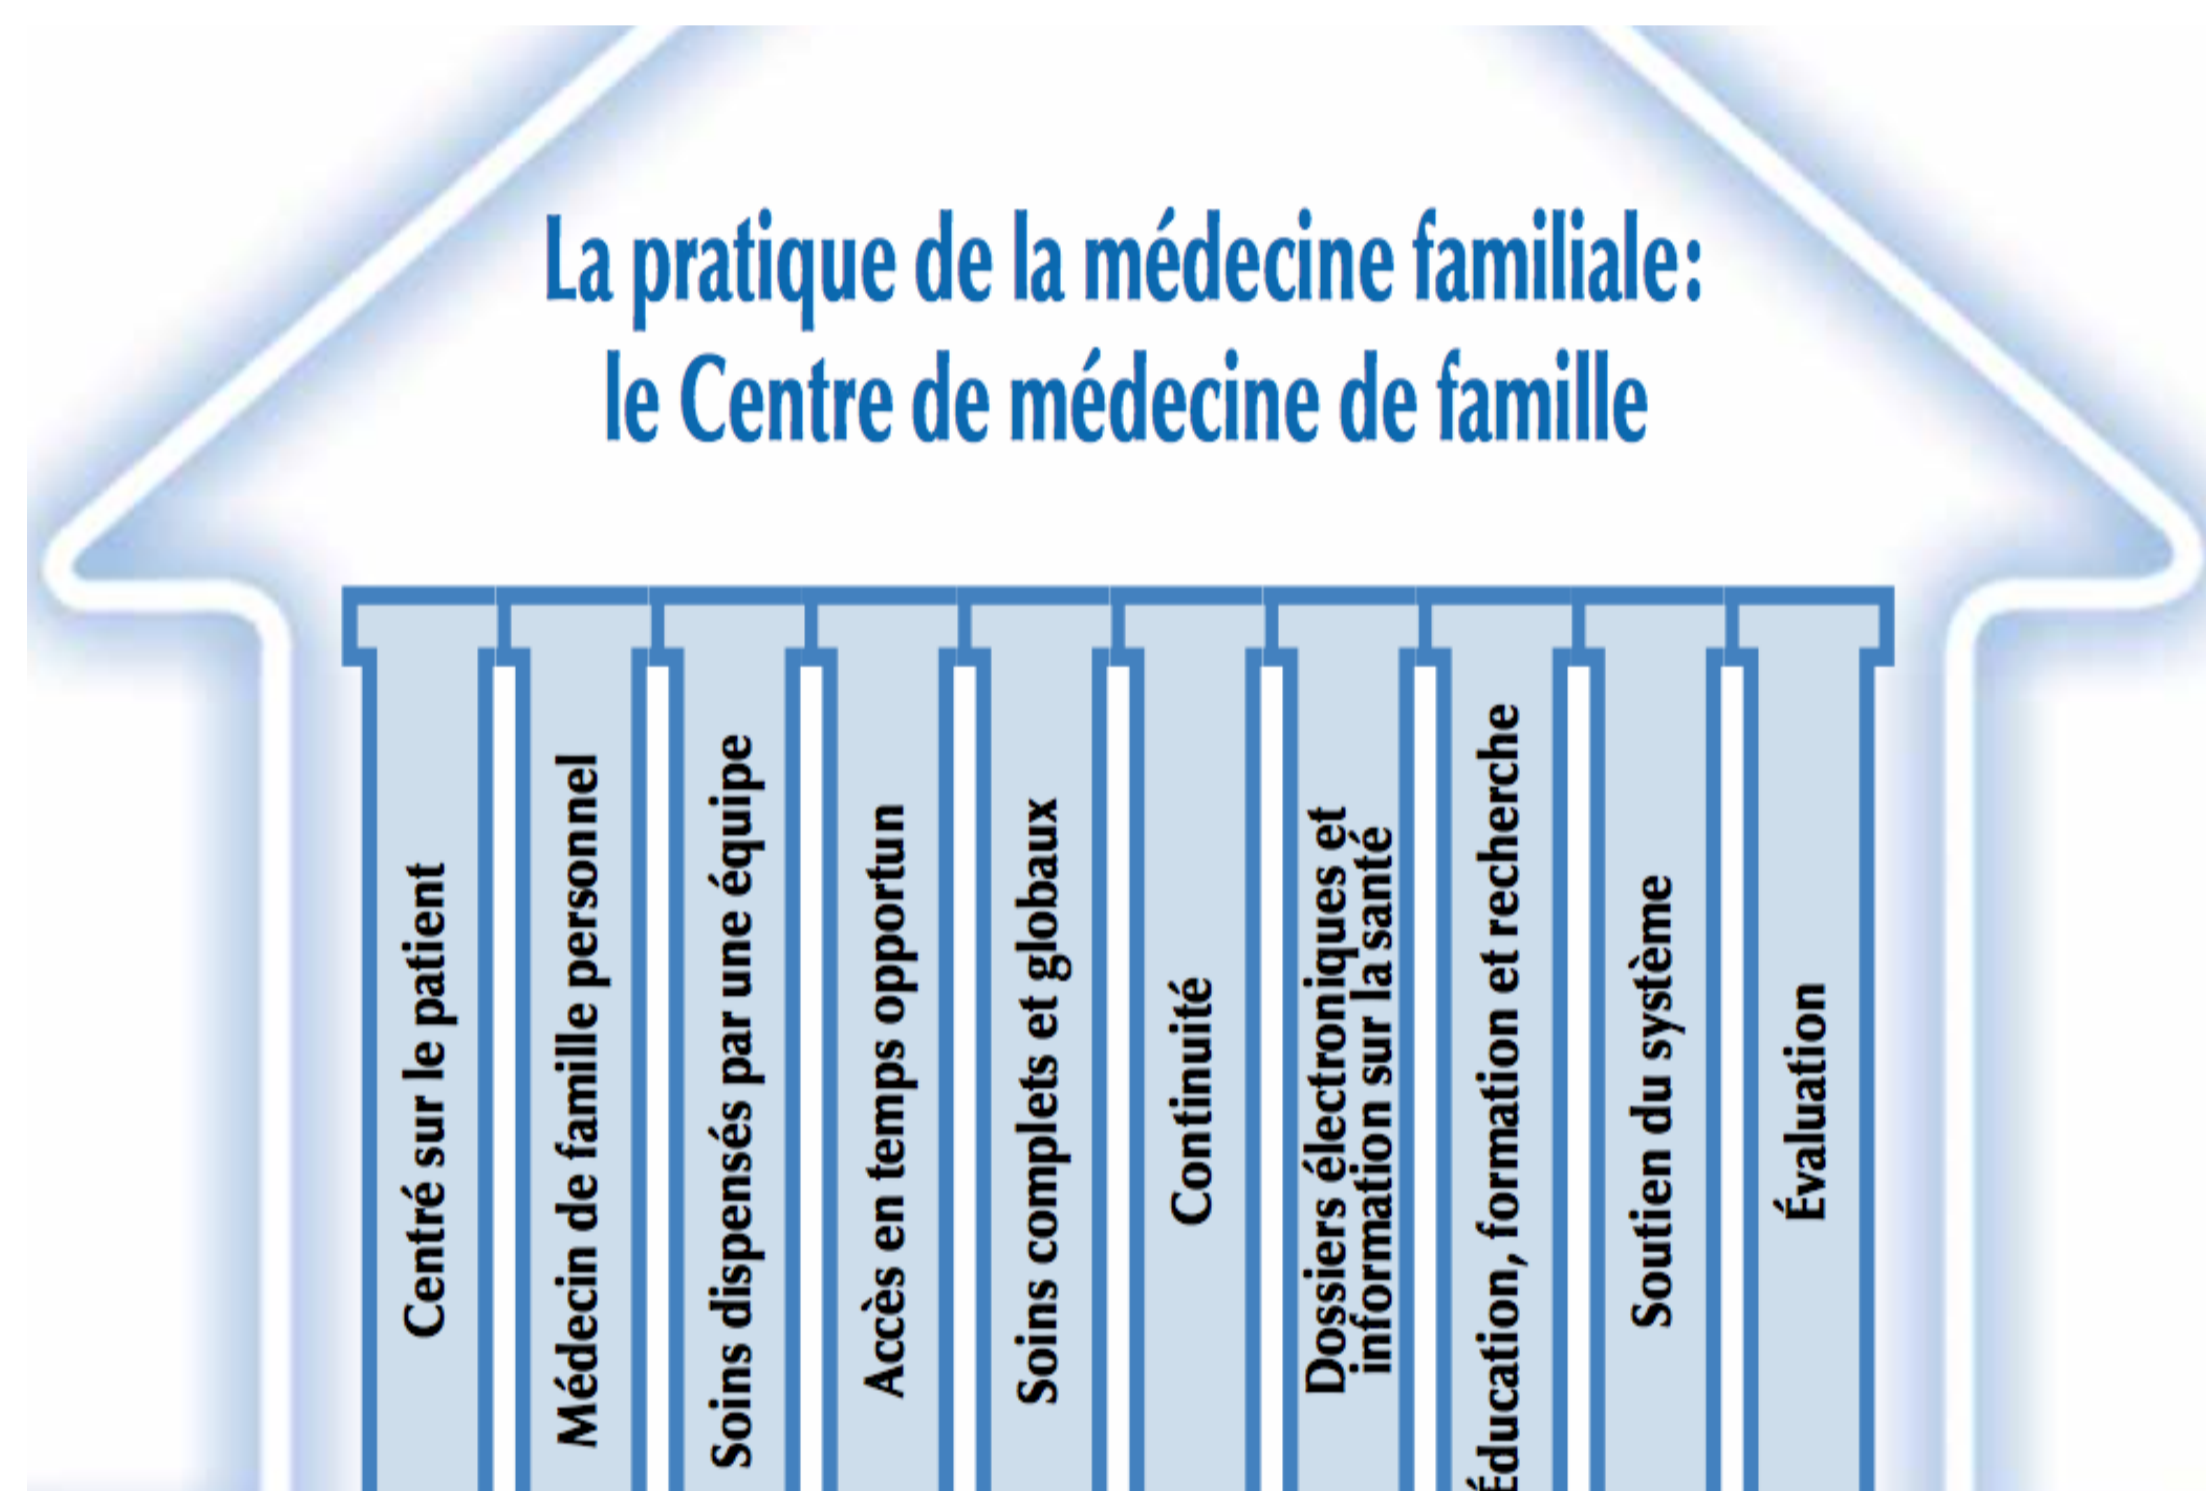 La pratique de la médecine familiale:
le Centre de médecine de famille
Centré sur le patient
Médecin de famille personnel
Soins dispensés par une équipe
Accès en temps opportun
Soins complets et globaux
Continuité
Dossiers électroniques et
information sur la santé
Éducation, formation et recherche
Soutien du système
Évaluation